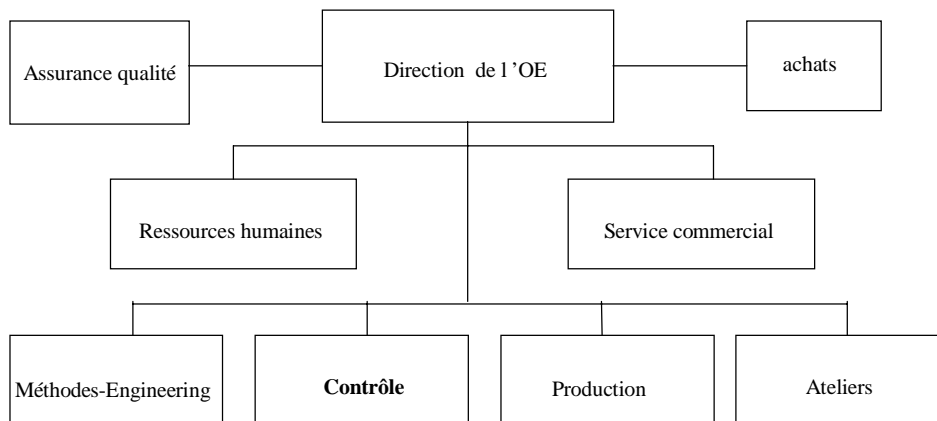 Assurance qualité
Direction de l ’OE
achats
Ressources humaines
Service commercial
Méthodes-Engineering
Contrôle
Production
Ateliers